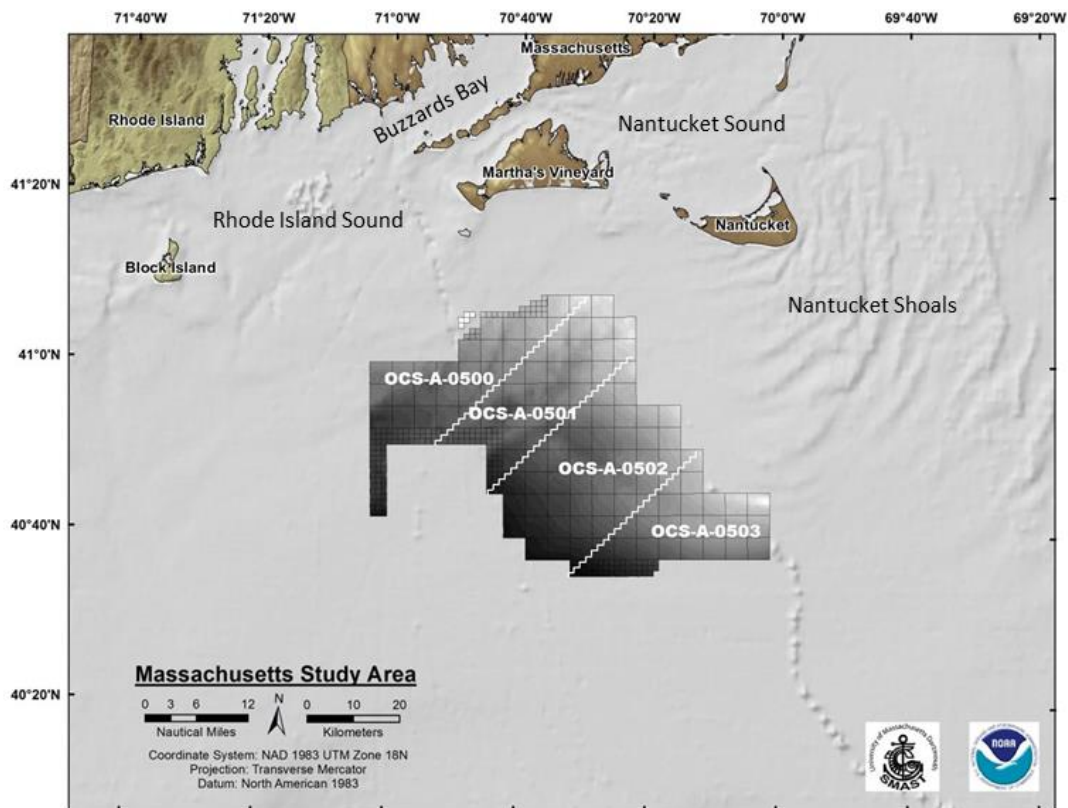 71°40'W 71°20'W 71°0'W 70°40'W 70°20'W 70°0'W 69°40'W 69°20'W
Massachusetts
Buzzards Bay
Rhode Island
Nantucket Sound
Martha's Vineyard
41°20'N
Rhode Island Sound
Nantucket
Block Island
Nantucket Shoals
41°0'N
OCS-A-0500
OCS-A-0501
OCS-A-0502
40°40'N
OCS-A-0503
Massachusetts Study Area
40°20'N
0 3 6 12
N
0 10 20
Nautical Miles
Kilometers
Coordinate System: NAD 1983 UTM Zone 18N
Projection: Transverse Mercator
Datum: North American 1983
University of Massachusetts Dartmouth
SMAST
NOAA